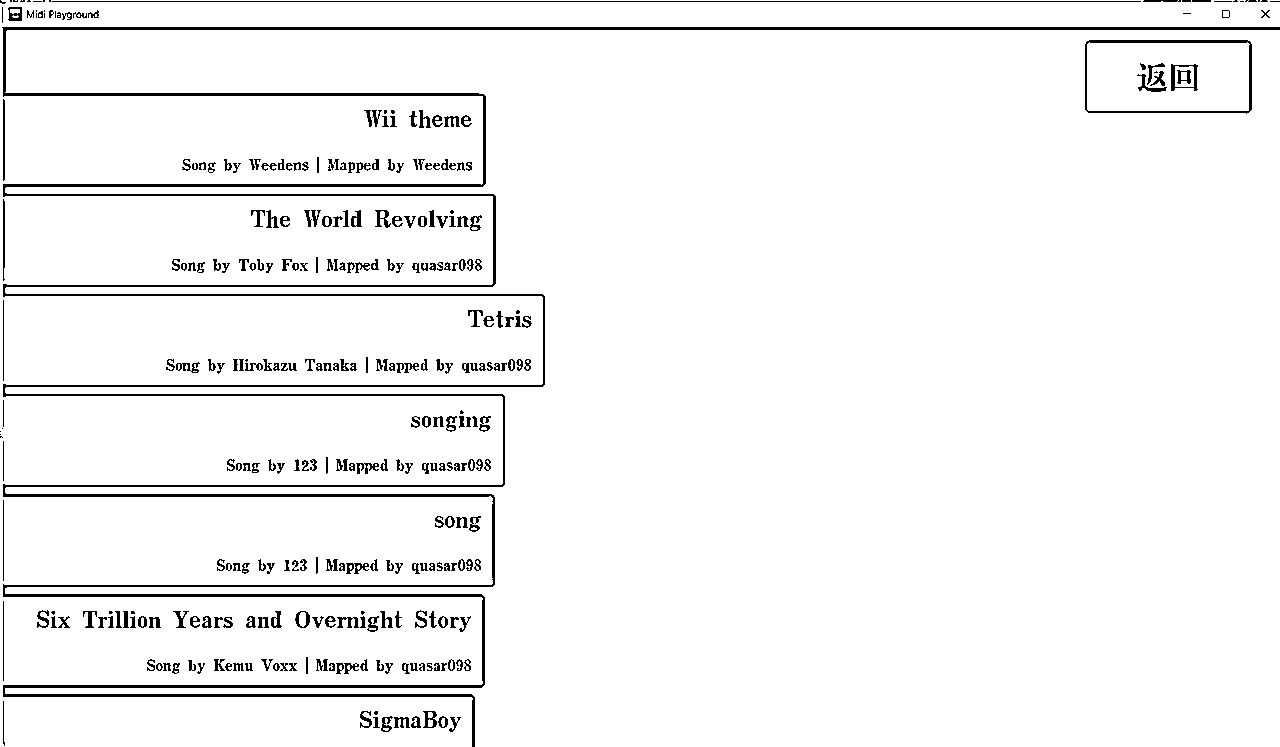 Midi Playground
返回
Wii theme
Song by Weedens | Mapped by Weedens
The World Revolving
Song by Toby Fox | Mapped by quasar098
Tetris
Song by Hirokazu Tanaka | Mapped by quasar098
songing
Song by 123 | Mapped by quasar098
song
Song by 123 | Mapped by quasar098
Six Trillion Years and Overnight Story
Song by Kemu Voxx | Mapped by quasar098
SigmaBoy